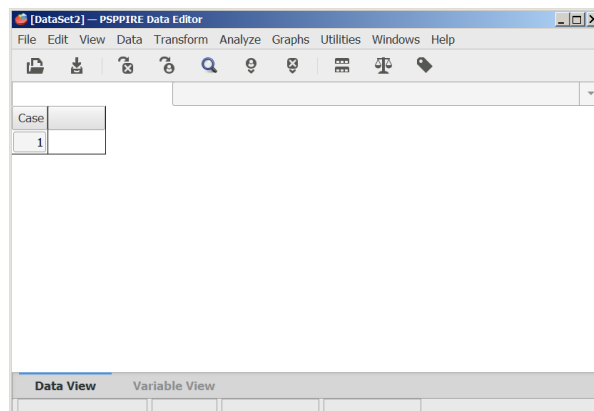 [DataSet2] — PSPPIRE Data Editor
File Edit View Data Transform Analyze Graphs Utilities Windows Help
Case
1
Data View Variable View